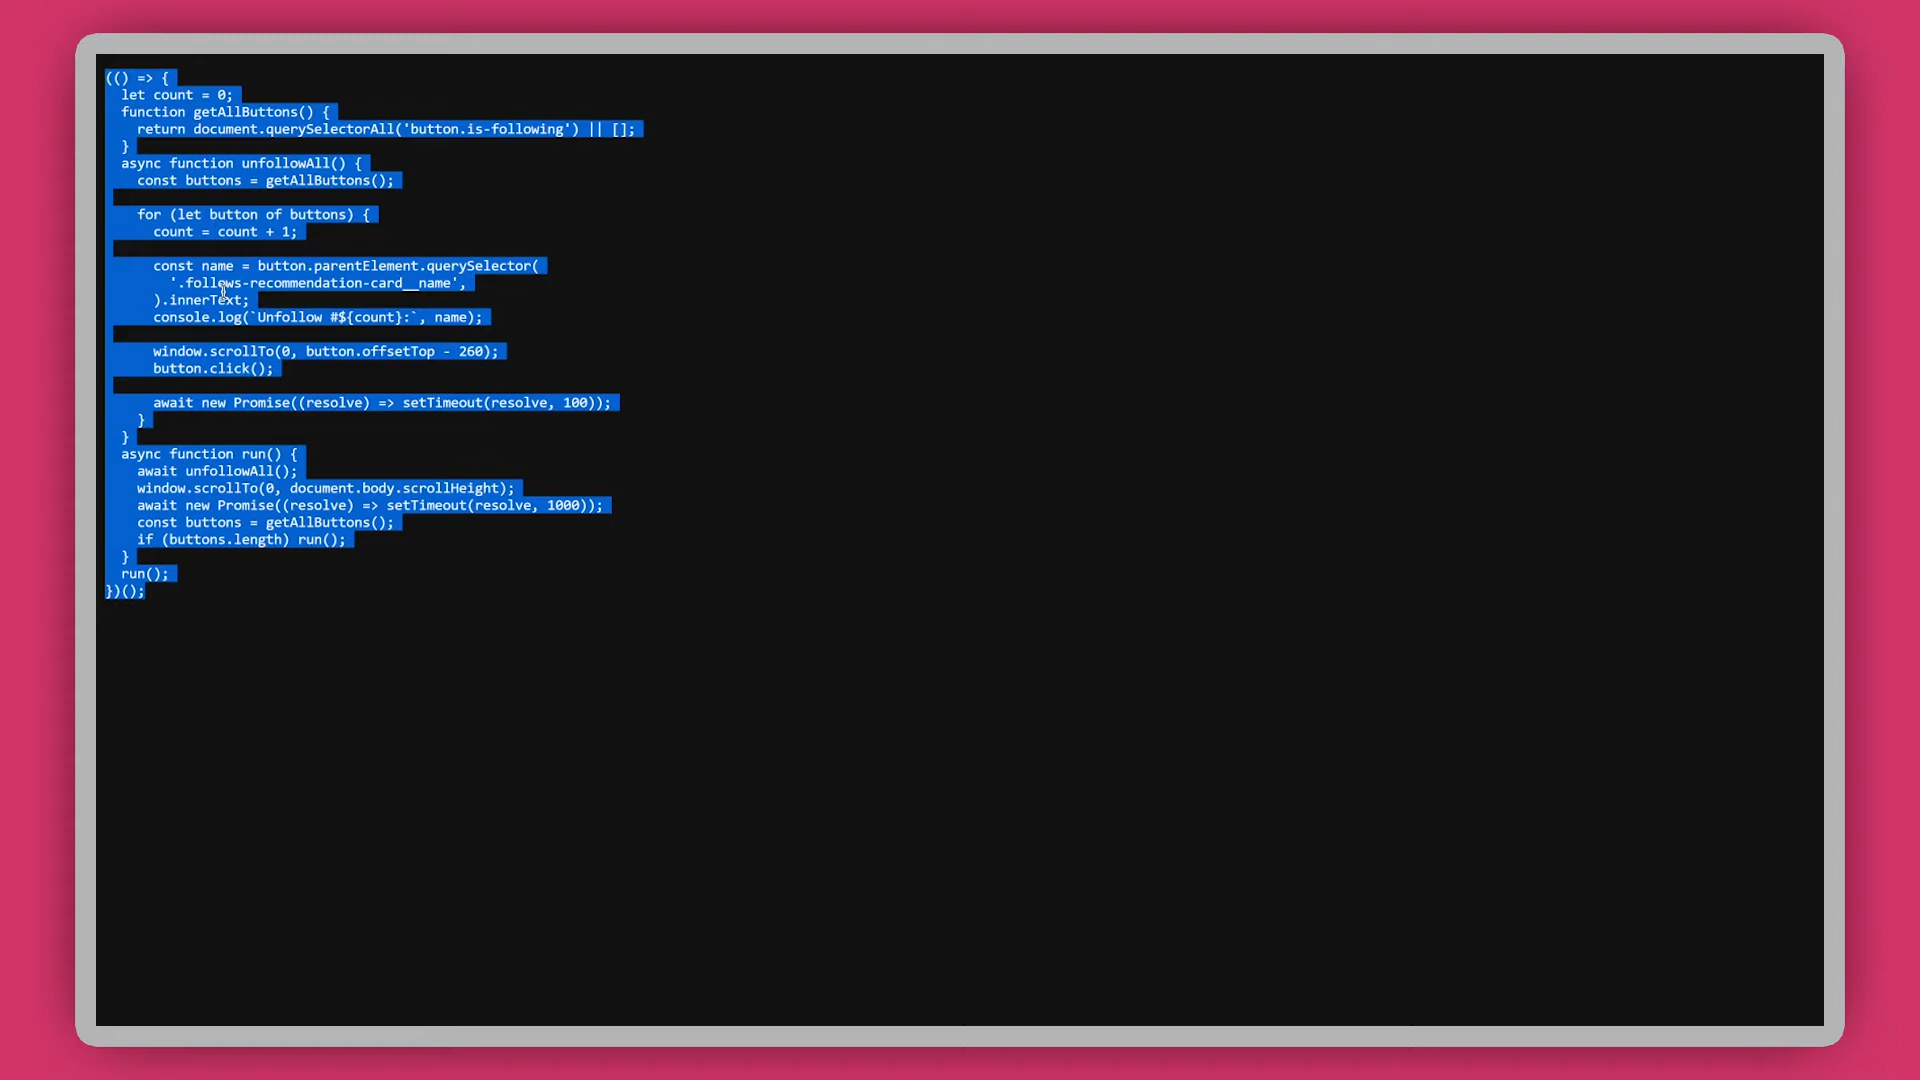 (() => {
  let count = 0;
  function getAllButtons() {
    return document.querySelectorAll('button.is-following') || [];
  }
  async function unfollowAll() {
    const buttons = getAllButtons();

    for (let button of buttons) {
      count = count + 1;

      const name = button.parentElement.querySelector(
        '.follows-recommendation-card__name',
      ).innerText;
      console.log(`Unfollow #${count}:`, name);

      window.scrollTo(0, button.offsetTop - 260);
      button.click();

      await new Promise((resolve) => setTimeout(resolve, 100));
    }
  }
  async function run() {
    await unfollowAll();
    window.scrollTo(0, document.body.scrollHeight);
    await new Promise((resolve) => setTimeout(resolve, 1000));
    const buttons = getAllButtons();
    if (buttons.length) run();
  }
  run();
})();